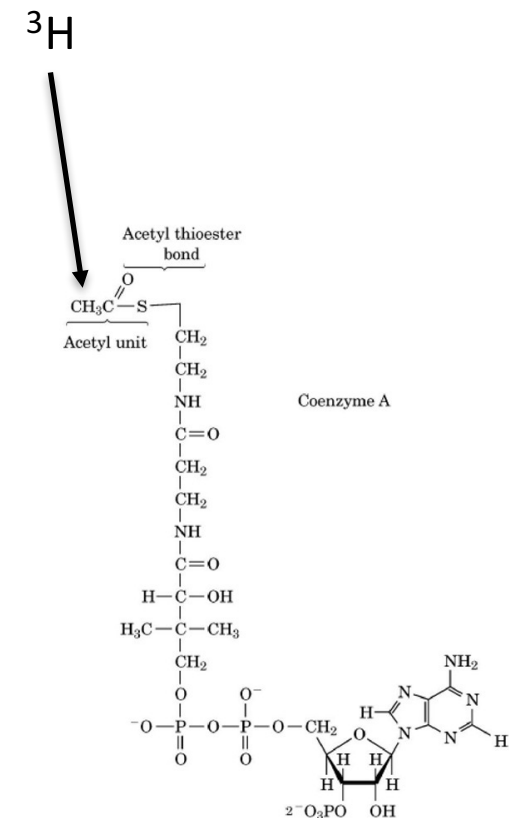 ³H
Acetyl thioester
bond
O
CH₃C—S
Acetyl unit
CH₂
CH₂
NH
Coenzyme A
C=O
CH₂
CH₂
NH
C=O
H—C—OH
H₃C—C—CH₃
CH₂
NH₂
O
O⁻
N
N
H
⁻O—P—O—P—O—CH₂
O
N
N
H
O
O
H
H
H
H
²⁻O₃PO
OH